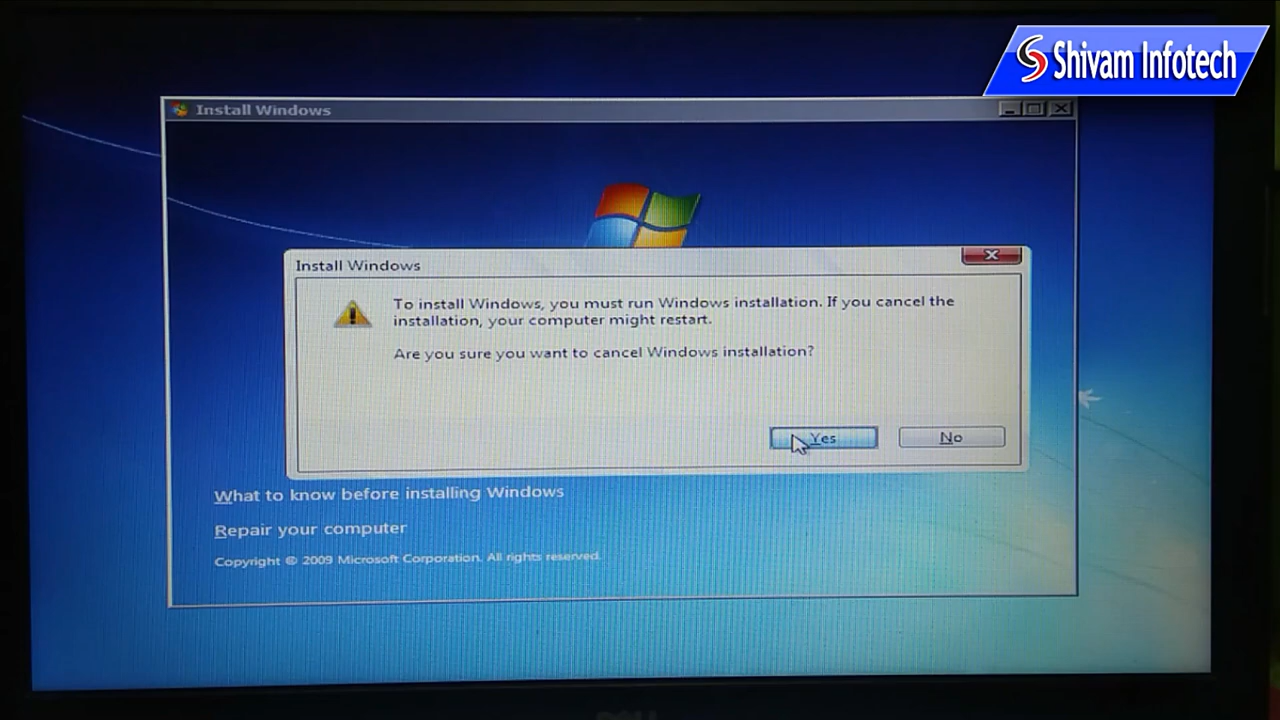 Shivam Infotech
Install Windows
Install Windows
To install Windows, you must run Windows installation. If you cancel the
installation, your computer might restart.
Are you sure you want to cancel Windows installation?
Yes
No
What to know before installing Windows
Repair your computer
Copyright © 2009 Microsoft Corporation. All rights reserved.